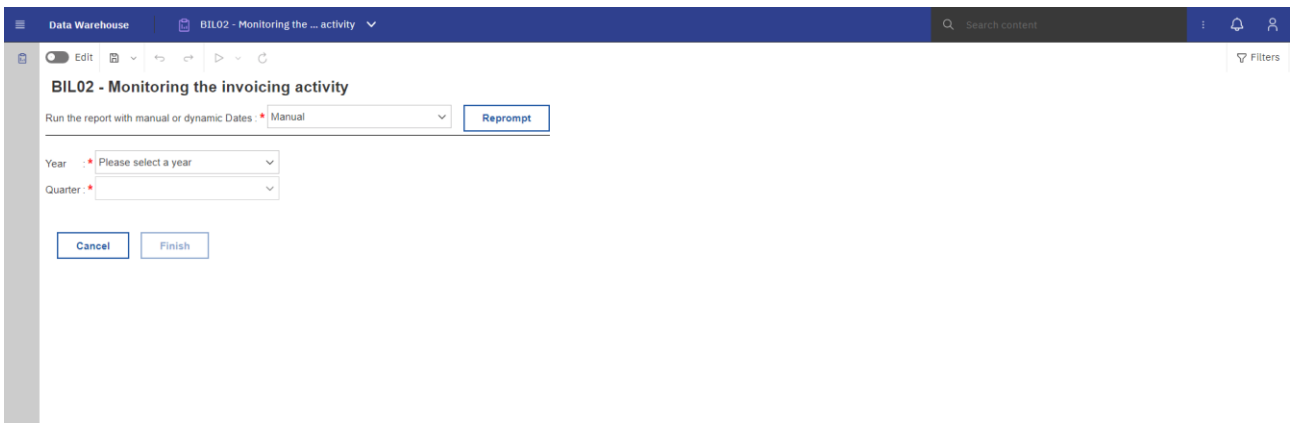 Data Warehouse BIL02 - Monitoring the ... activity Search content
Edit Filters
BIL02 - Monitoring the invoicing activity
Run the report with manual or dynamic Dates : * Manual Reprompt
Year : * Please select a year
Quarter : *
Cancel Finish